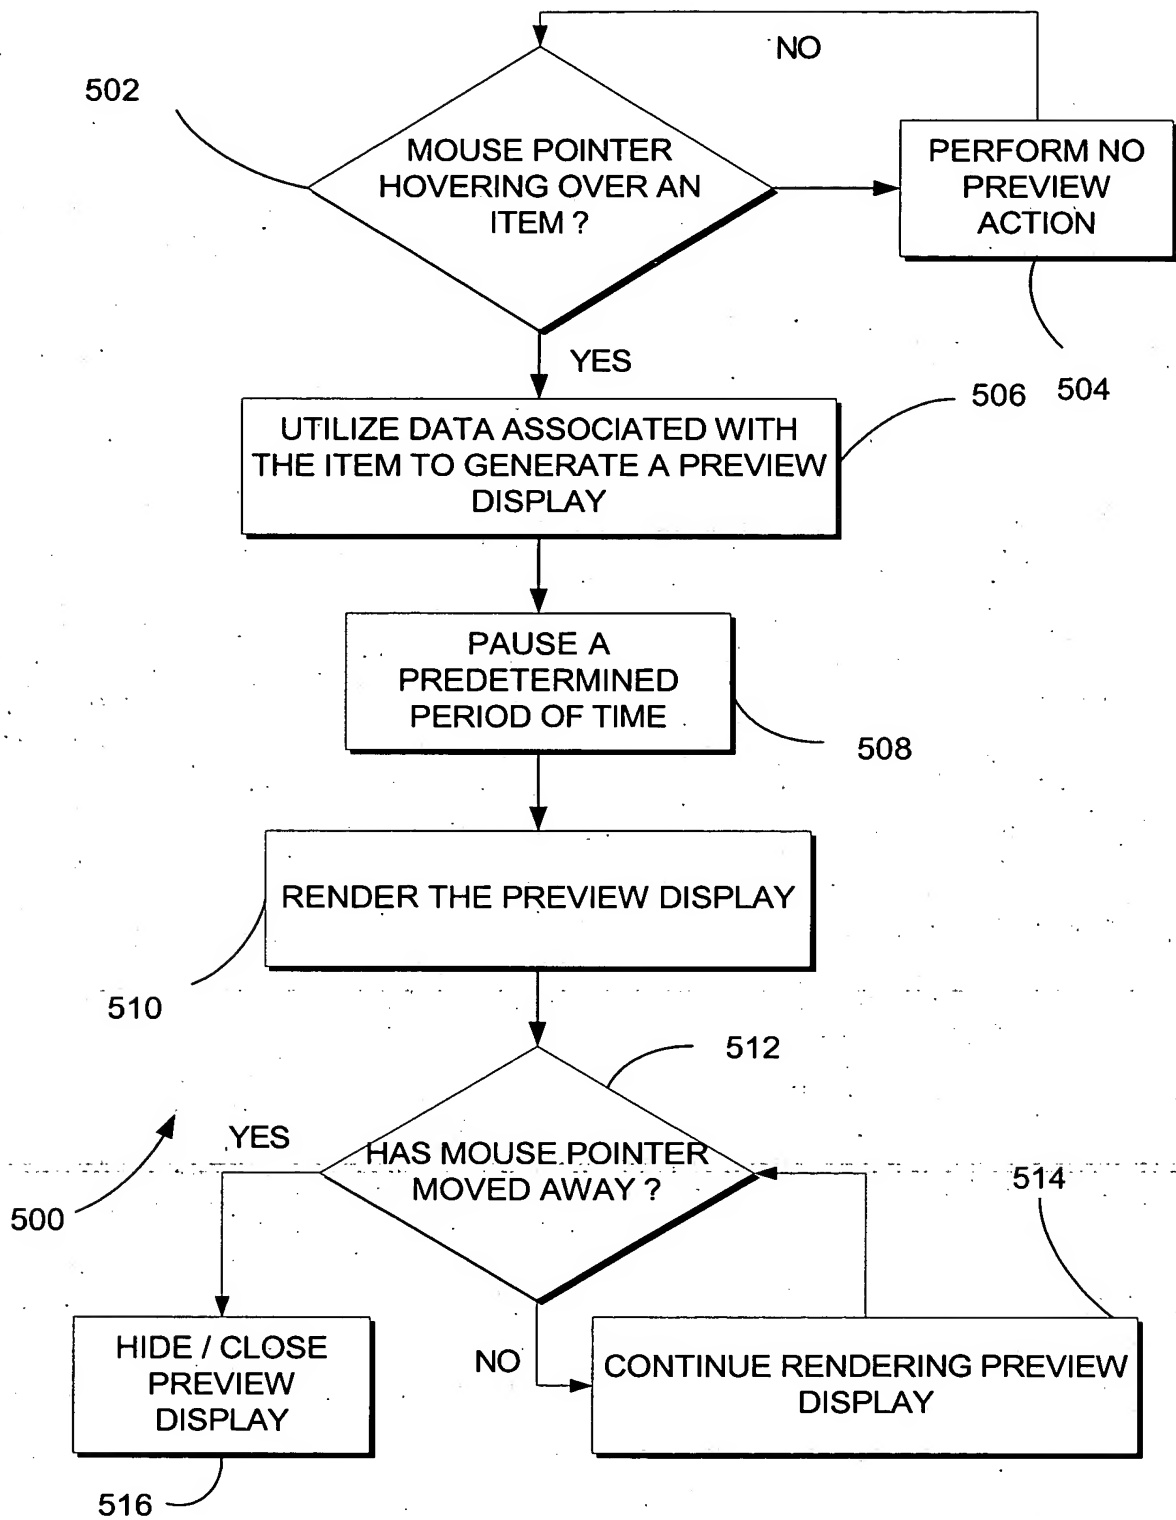 NO
502
MOUSE POINTER
HOVERING OVER AN
ITEM ?
PERFORM NO
PREVIEW
ACTION
YES
506
504
UTILIZE DATA ASSOCIATED WITH
THE ITEM TO GENERATE A PREVIEW
DISPLAY
PAUSE A
PREDETERMINED
PERIOD OF TIME
508
RENDER THE PREVIEW DISPLAY
510
512
YES
HAS MOUSE POINTER
MOVED AWAY ?
514
500
HIDE / CLOSE
PREVIEW
DISPLAY
NO
CONTINUE RENDERING PREVIEW
DISPLAY
516